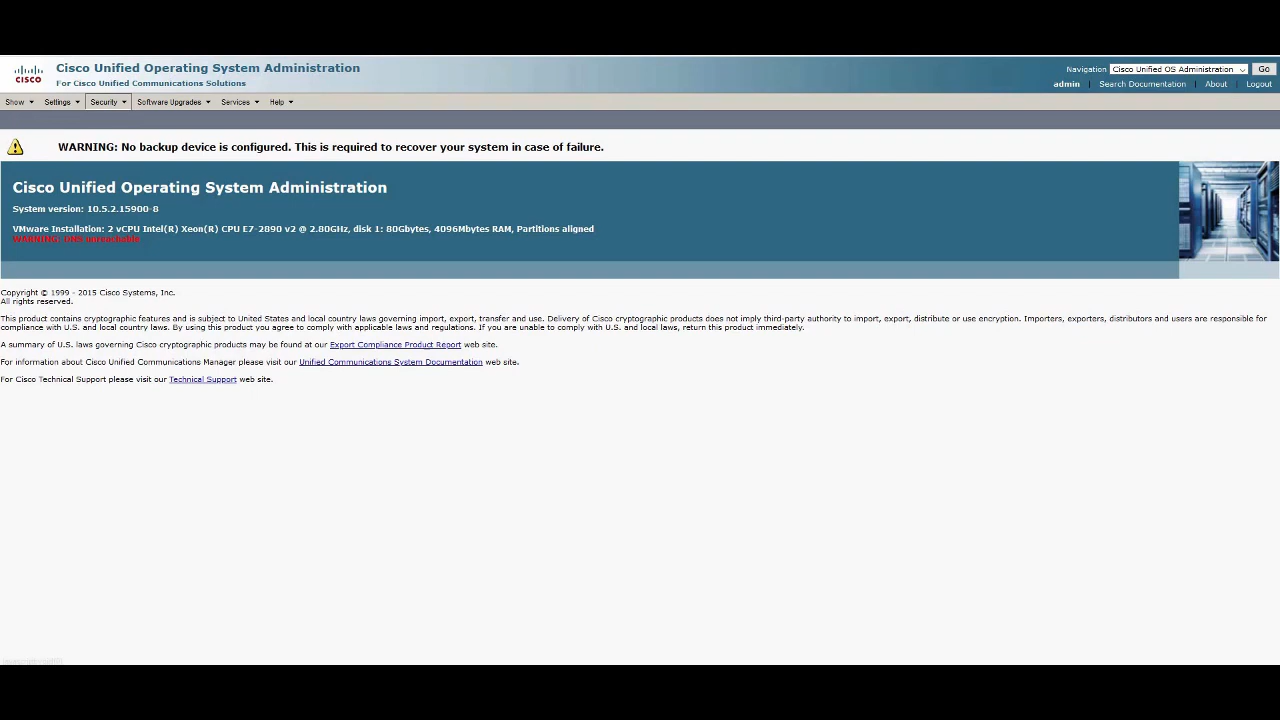 CISCO
Cisco Unified Operating System Administration
For Cisco Unified Communications Solutions
Navigation Cisco Unified OS Administration Go
admin | Search Documentation | About | Logout
Show Settings Security Software Upgrades Services Help
WARNING: No backup device is configured. This is required to recover your system in case of failure.
Cisco Unified Operating System Administration
System version: 10.5.2.15900-8
VMware Installation: 2 vCPU Intel(R) Xeon(R) CPU E7-2890 v2 @ 2.80GHz, disk 1: 80Gbytes, 4096Mbytes RAM, Partitions aligned
WARNING: DNS unreachable
Copyright © 1999 - 2015 Cisco Systems, Inc.
All rights reserved.
This product contains cryptographic features and is subject to United States and local country laws governing import, export, transfer and use. Delivery of Cisco cryptographic products does not imply third-party authority to import, export, distribute or use encryption. Importers, exporters, distributors and users are responsible for
compliance with U.S. and local country laws. By using this product you agree to comply with applicable laws and regulations. If you are unable to comply with U.S. and local laws, return this product immediately.
A summary of U.S. laws governing Cisco cryptographic products may be found at our Export Compliance Product Report web site.
For information about Cisco Unified Communications Manager please visit our Unified Communications System Documentation web site.
For Cisco Technical Support please visit our Technical Support web site.